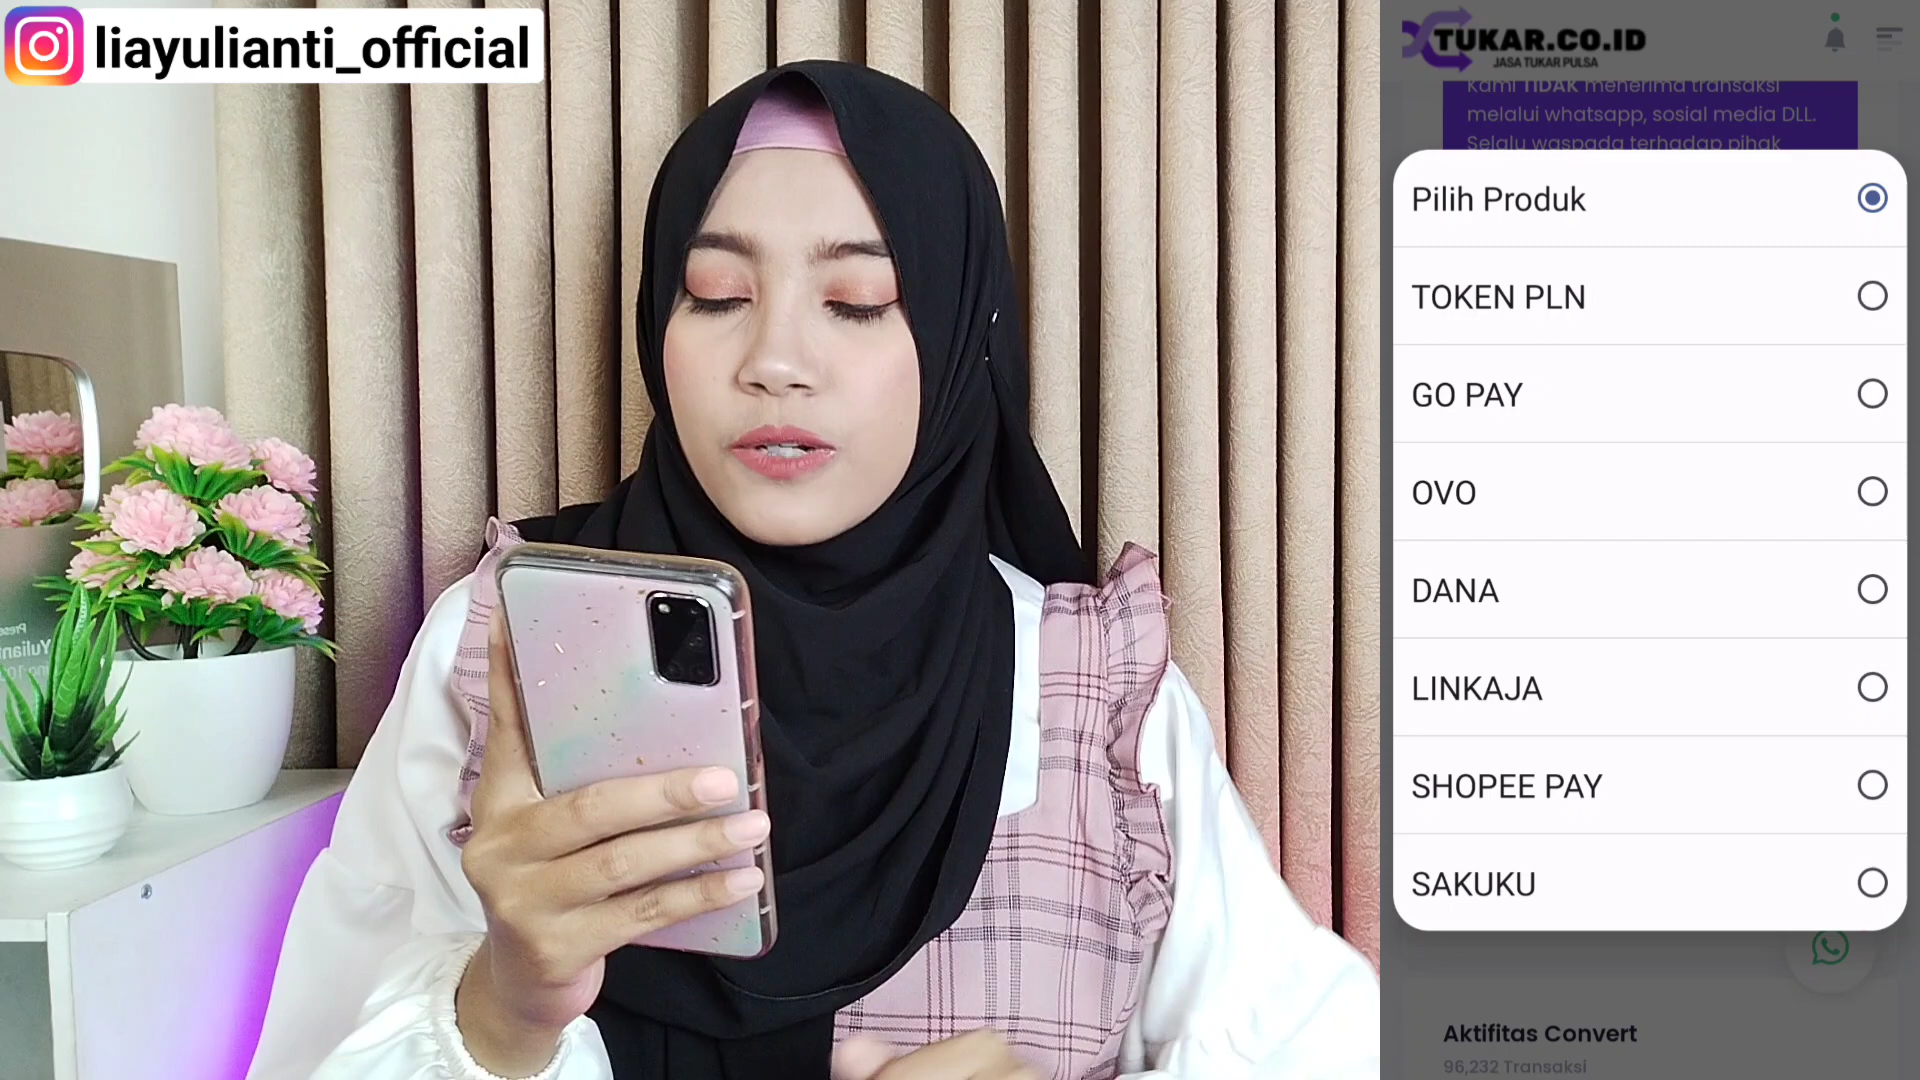 liayulianti_official
TUKAR.CO.ID
JASA TUKAR PULSA
Kami TIDAK menerima transaksi
melalui whatsapp, sosial media DLL.
Selalu waspada terhadap pihak
Pilih Produk
TOKEN PLN
GO PAY
OVO
DANA
LINKAJA
SHOPEE PAY
SAKUKU
Aktifitas Convert
96,232 Transaksi